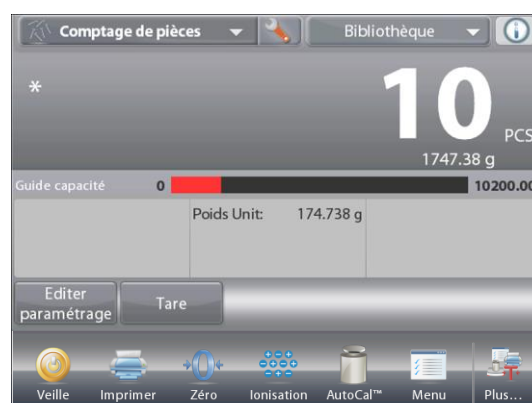 Comptage de pièces
Bibliothèque
*
10
PCS
1747.38 g
Guide capacité 0 10200.00
Poids Unit: 174.738 g
Editer
paramétrage
Tare
Veille Imprimer Zéro Ionisation AutoCal™ Menu Plus...